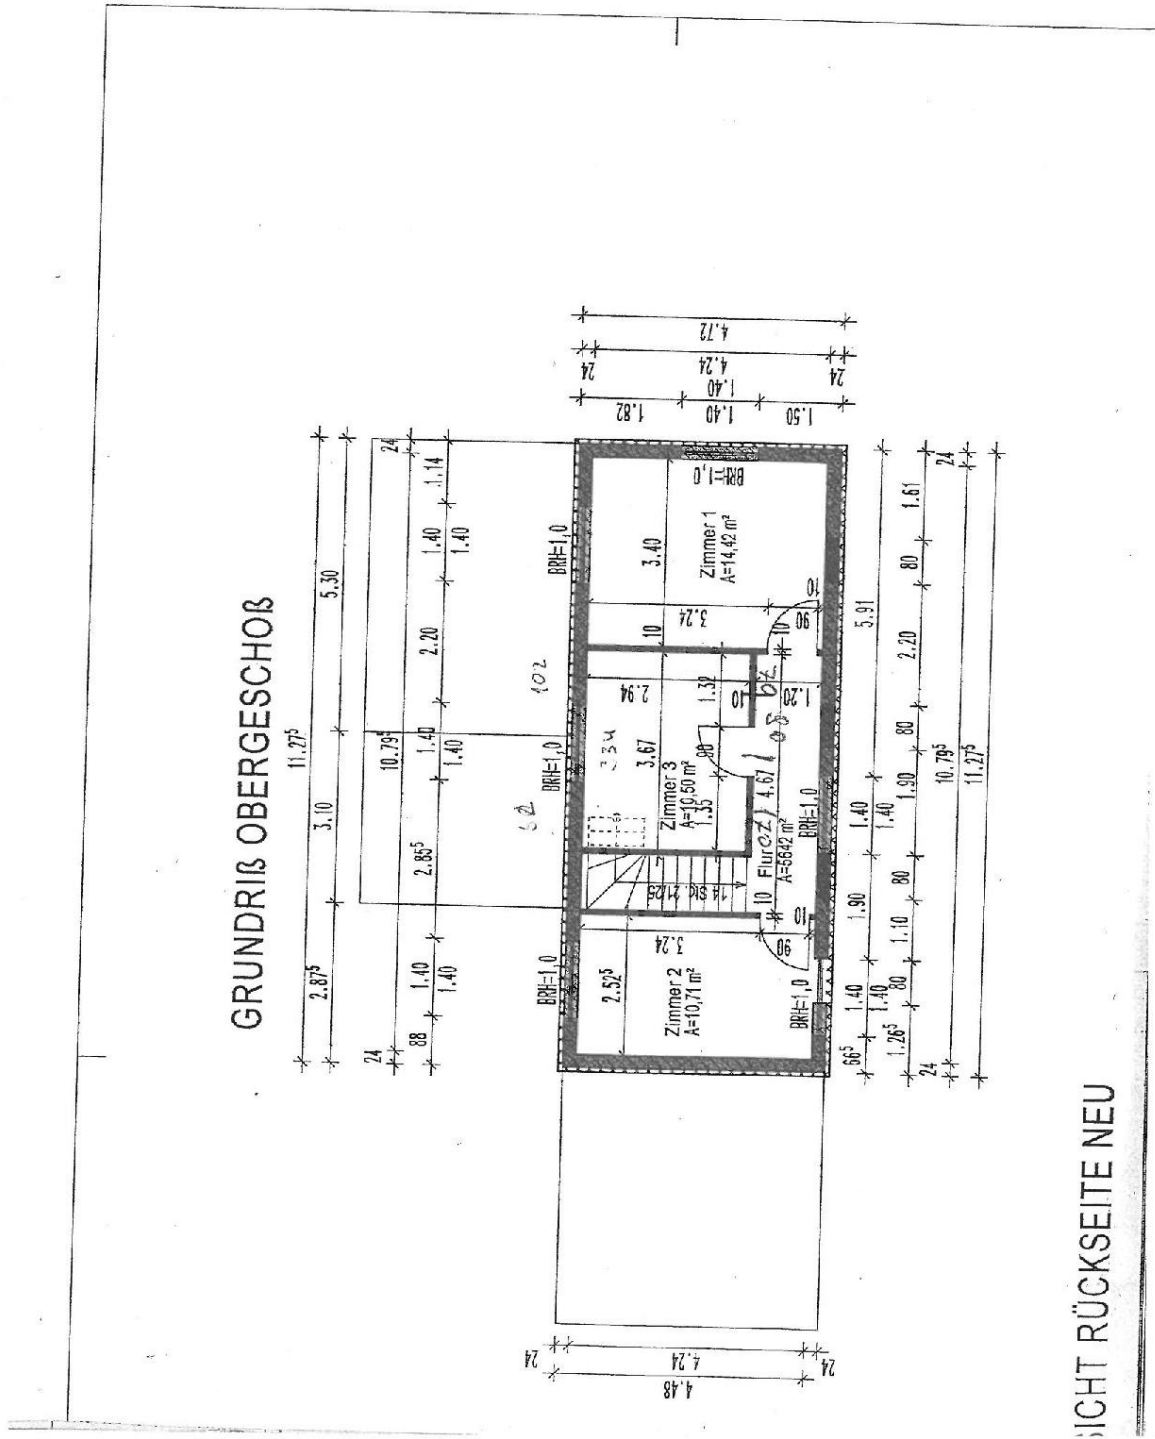 GRUNDRIß OBERGESCHOß
11.27⁵
2.87⁵ 3.10 5.30
24 10.79⁵ 24
88 1.40 2.85⁵ 1.40 2.20 1.40 1.14
1.40 1.40 1.40
102
BRH=1,0 BRH=1,0 BRH=1,0
Zimmer 2
A=10,71 m²
2.52⁵
3.24
90
10
10
BRH=1,0
14 Stg. 21/25
Zimmer 3
A=10,50 m²
3.67
2.94
1.35 90 1.32
10
334
Flur
4.67
1.20
BRH=1,0
Zimmer 1
A=14,42 m²
3.40
3.24
10
10
90
10
BRH=1,0
1.82 1.40 1.50
1.40
24 4.24 24
4.72
24 4.24 24
4.48
66⁵ 1.40 1.90 1.40 5.91
1.40 1.40
1.26⁵ 80 1.10 80 1.90 80 2.20 80 1.61
24 10.79⁵ 24
11.27⁵
SICHT RÜCKSEITE NEU